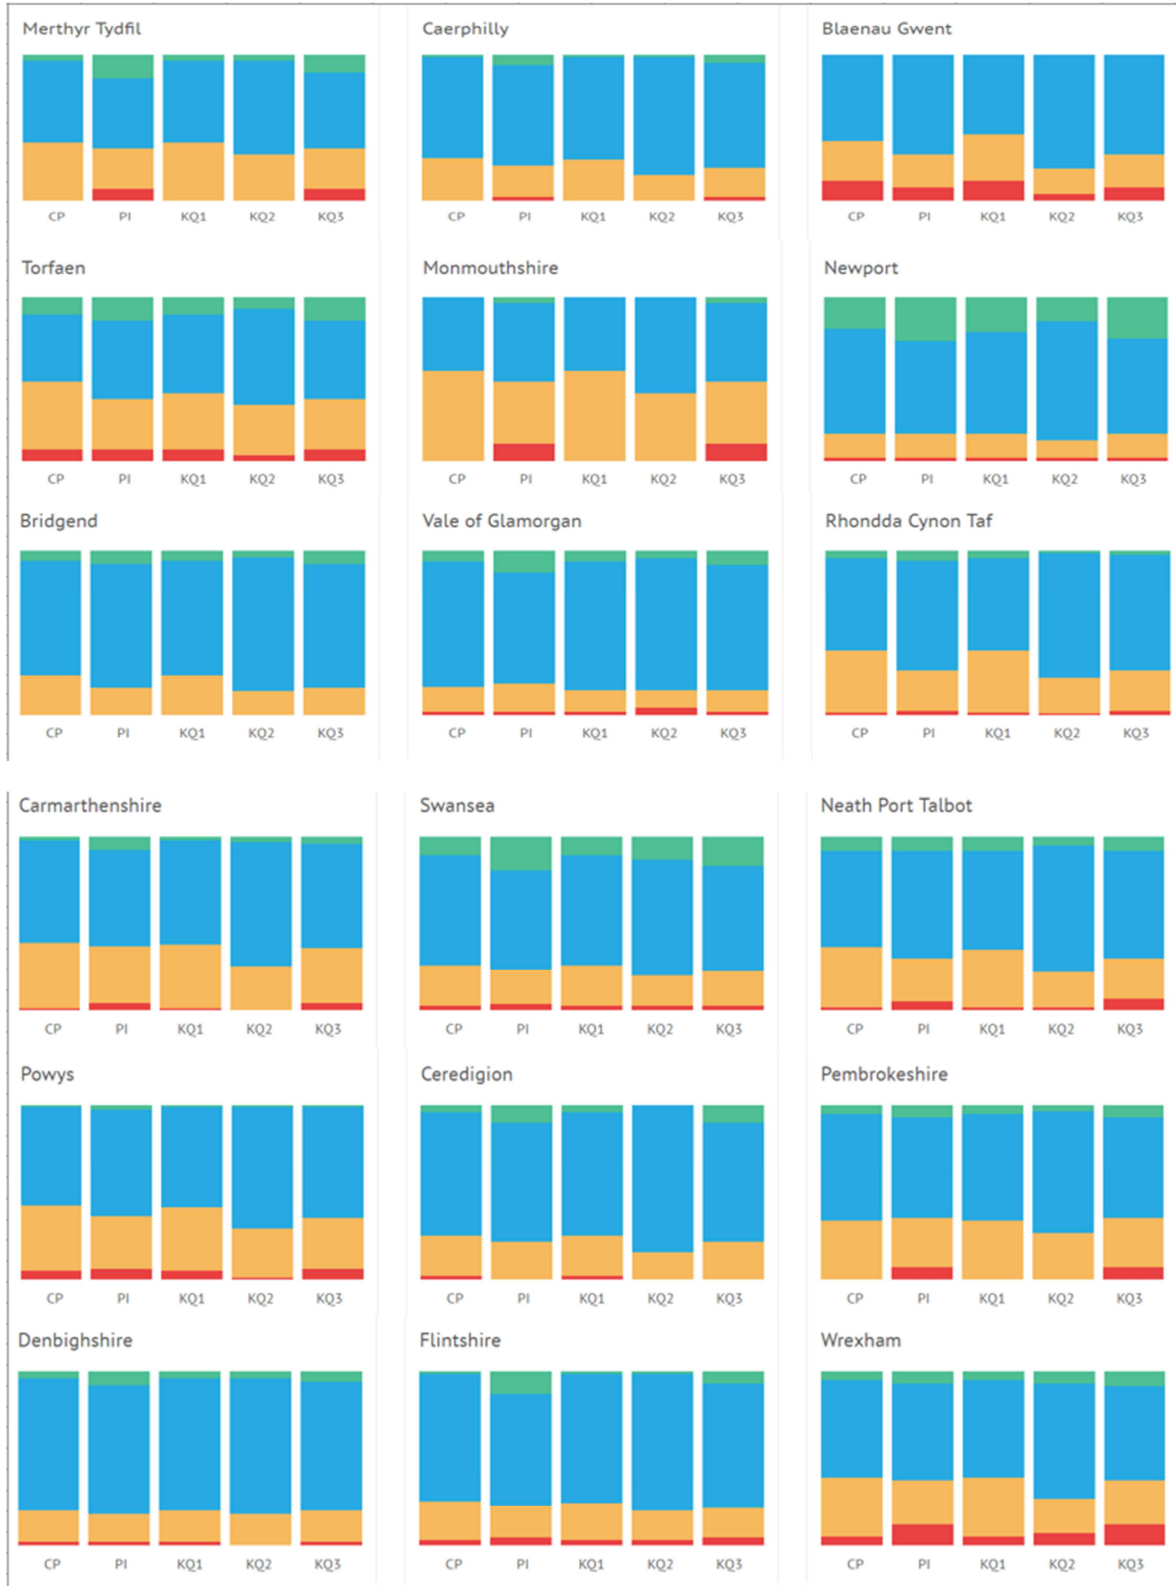 Merthyr Tydfil Caerphilly Blaenau Gwent
CP PI KQ1 KQ2 KQ3 CP PI KQ1 KQ2 KQ3 CP PI KQ1 KQ2 KQ3
Torfaen Monmouthshire Newport
CP PI KQ1 KQ2 KQ3 CP PI KQ1 KQ2 KQ3 CP PI KQ1 KQ2 KQ3
Bridgend Vale of Glamorgan Rhondda Cynon Taf
CP PI KQ1 KQ2 KQ3 CP PI KQ1 KQ2 KQ3 CP PI KQ1 KQ2 KQ3
Carmarthenshire Swansea Neath Port Talbot
CP PI KQ1 KQ2 KQ3 CP PI KQ1 KQ2 KQ3 CP PI KQ1 KQ2 KQ3
Powys Ceredigion Pembrokeshire
CP PI KQ1 KQ2 KQ3 CP PI KQ1 KQ2 KQ3 CP PI KQ1 KQ2 KQ3
Denbighshire Flintshire Wrexham
CP PI KQ1 KQ2 KQ3 CP PI KQ1 KQ2 KQ3 CP PI KQ1 KQ2 KQ3